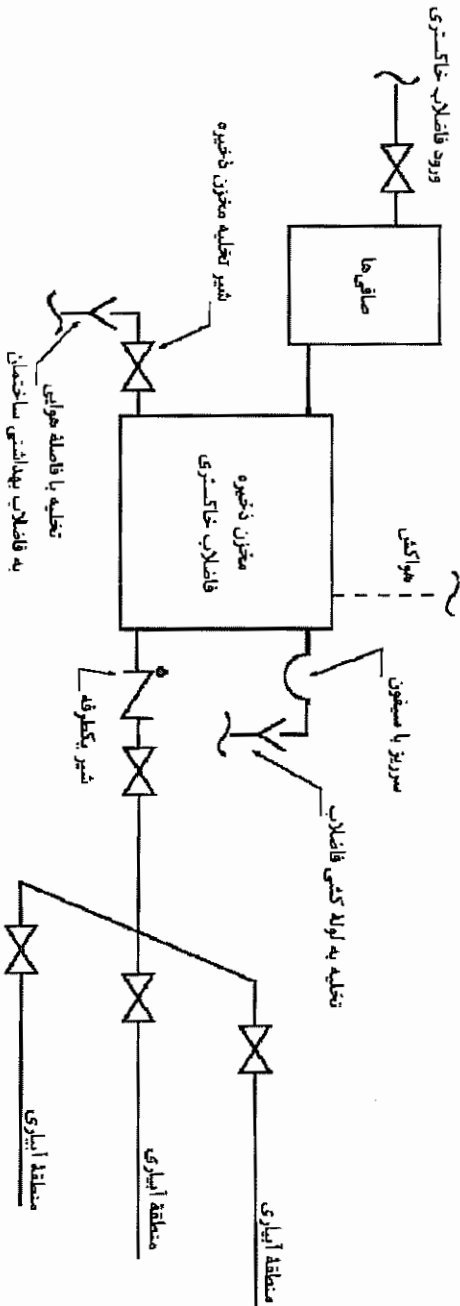 ورود فاضلاب خاکستری
صافی‌ها
شیر تخلیه مخزن ذخیره
تخلیه با فاصلهٔ هوایی
به فاضلاب بهداشتی ساختمان
مخزن ذخیره
فاضلاب خاکستری
هواکش
سرریز با سیفون
تخلیه به لولهٔ کشی فاضلاب
شیر یکطرفه
منطقهٔ آبیاری
منطقهٔ آبیاری
منطقهٔ آبیاری